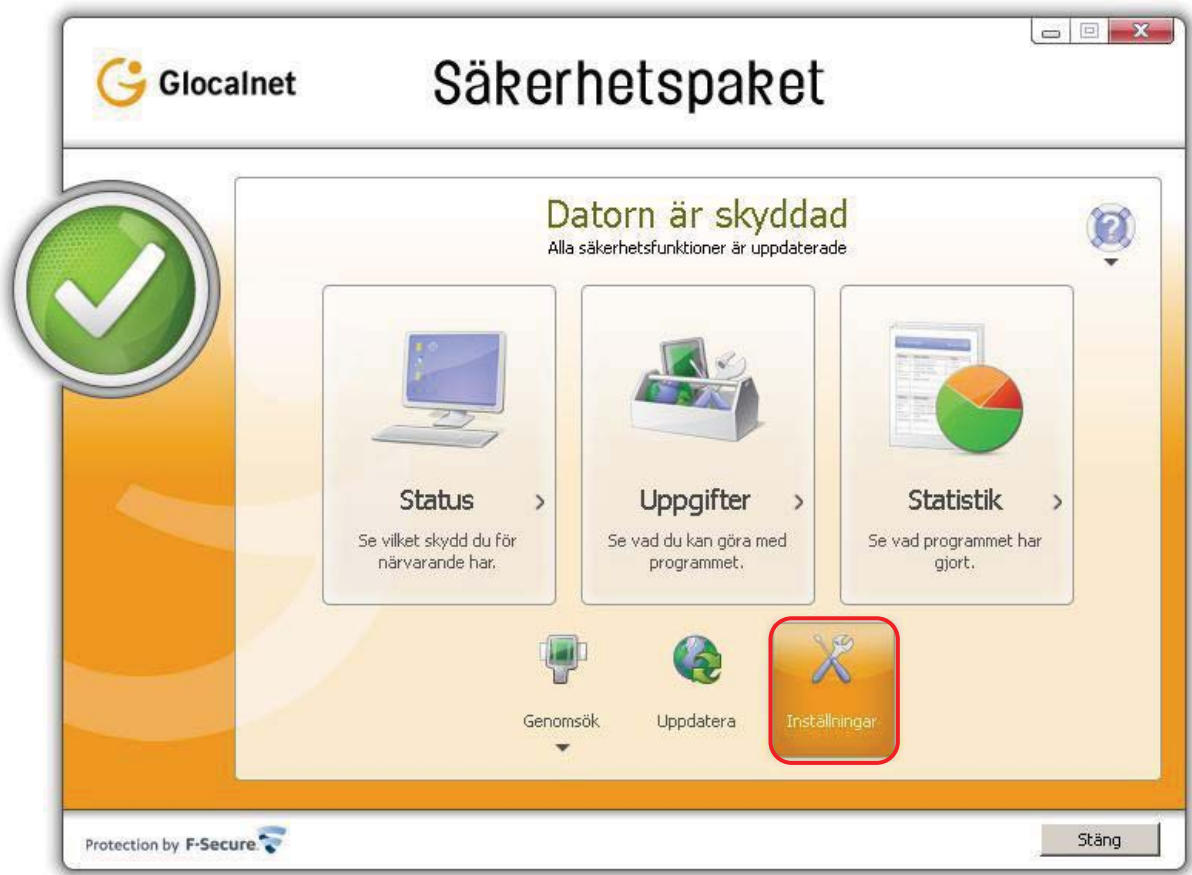 Glocalnet
Säkerhetspaket
Datorn är skyddad
Alla säkerhetsfunktioner är uppdaterade
Status
Se vilket skydd du för
närvarande har.
Uppgifter
Se vad du kan göra med
programmet.
Statistik
Se vad programmet har
gjort.
Genomsök
Uppdatera
Inställningar
Protection by F-Secure.
Stäng